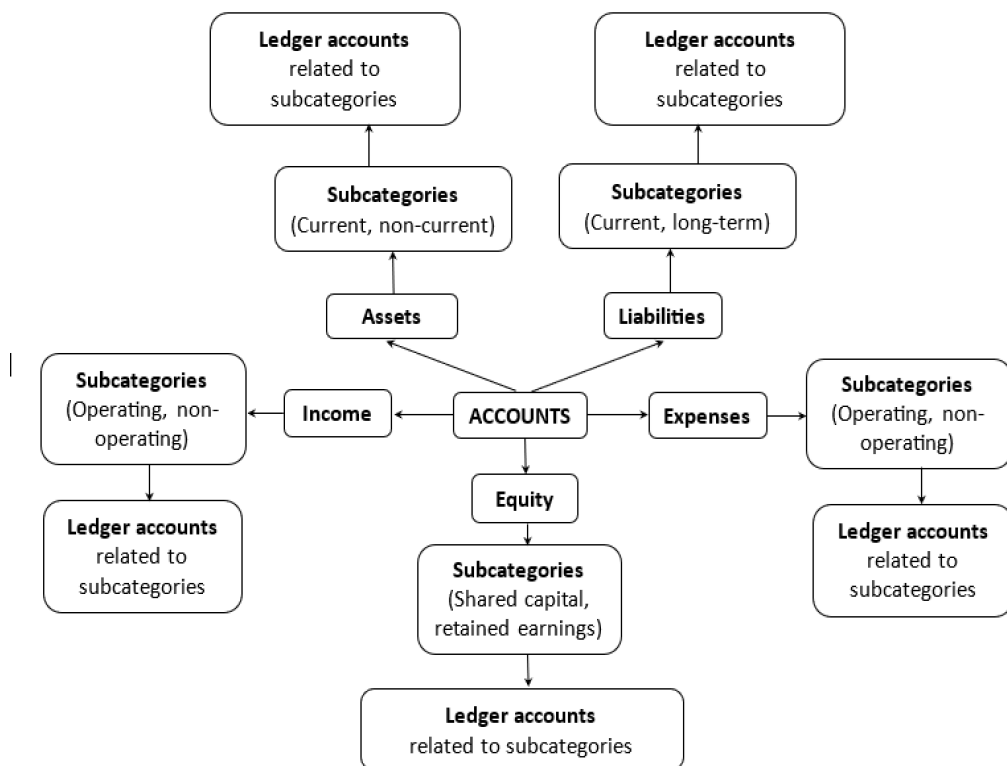 Ledger accounts
related to
subcategories
Ledger accounts
related to
subcategories
Subcategories
(Current, non-current)
Subcategories
(Current, long-term)
Assets
Liabilities
Subcategories
(Operating, non-
operating)
Income
ACCOUNTS
Expenses
Subcategories
(Operating, non-
operating)
Equity
Ledger accounts
related to
subcategories
Ledger accounts
related to
subcategories
Subcategories
(Shared capital,
retained earnings)
Ledger accounts
related to subcategories